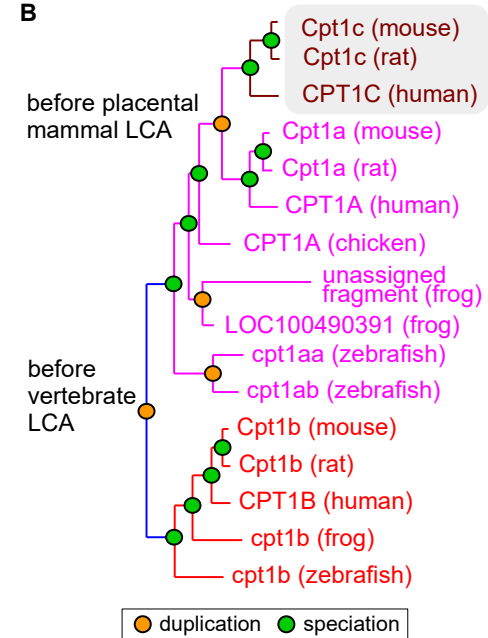 B
Cpt1c (mouse)
Cpt1c (rat)
CPT1C (human)
before placental
mammal LCA
Cpt1a (mouse)
Cpt1a (rat)
CPT1A (human)
CPT1A (chicken)
unassigned
fragment (frog)
LOC100490391 (frog)
cpt1aa (zebrafish)
cpt1ab (zebrafish)
before
vertebrate
LCA
Cpt1b (mouse)
Cpt1b (rat)
CPT1B (human)
cpt1b (frog)
cpt1b (zebrafish)
duplication speciation